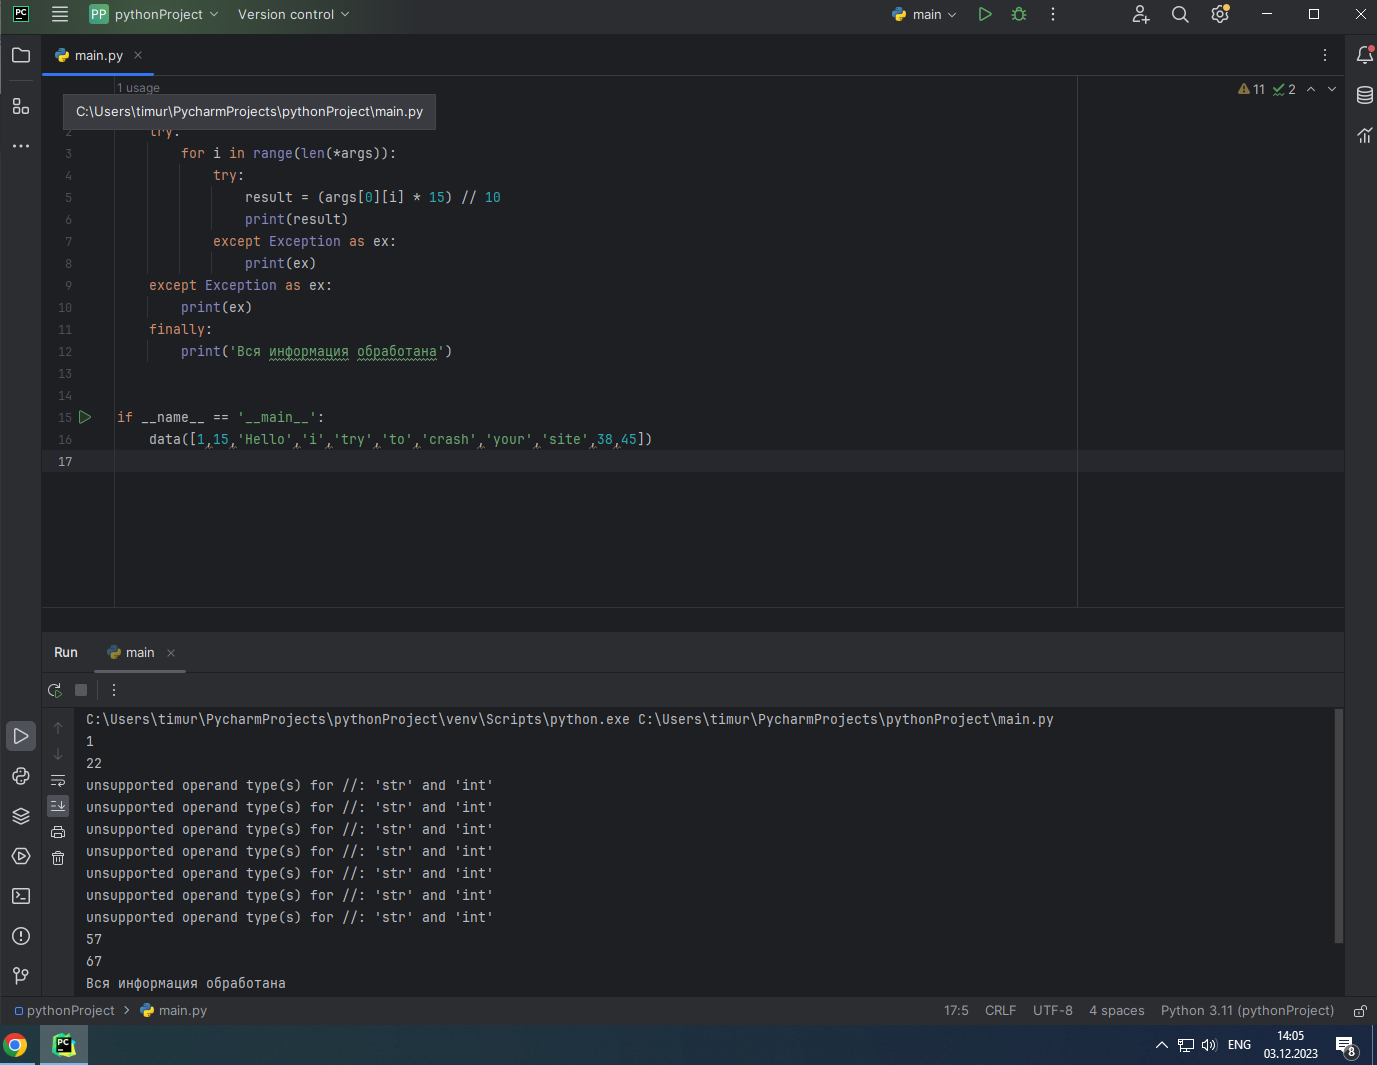 PC PP pythonProject Version control main
main.py
1 usage
11 2
C:\Users\timur\PycharmProjects\pythonProject\main.py
2 try:
3 for i in range(len(*args)):
4 try:
5 result = (args[0][i] * 15) // 10
6 print(result)
7 except Exception as ex:
8 print(ex)
9 except Exception as ex:
10 print(ex)
11 finally:
12 print('Вся информация обработана')
13
14
15 if __name__ == '__main__':
16 data([1,15,'Hello','i','try','to','crash','your','site',38,45])
17
Run main
C:\Users\timur\PycharmProjects\pythonProject\venv\Scripts\python.exe C:\Users\timur\PycharmProjects\pythonProject\main.py
1
22
unsupported operand type(s) for //: 'str' and 'int'
unsupported operand type(s) for //: 'str' and 'int'
unsupported operand type(s) for //: 'str' and 'int'
unsupported operand type(s) for //: 'str' and 'int'
unsupported operand type(s) for //: 'str' and 'int'
unsupported operand type(s) for //: 'str' and 'int'
unsupported operand type(s) for //: 'str' and 'int'
57
67
Вся информация обработана
pythonProject main.py 17:5 CRLF UTF-8 4 spaces Python 3.11 (pythonProject)
PC ENG 14:05
03.12.2023 8